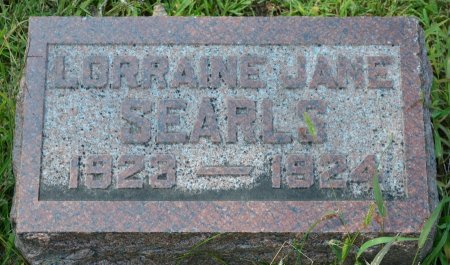 LORRAINE JANE
SEARLS
1923 — 1924